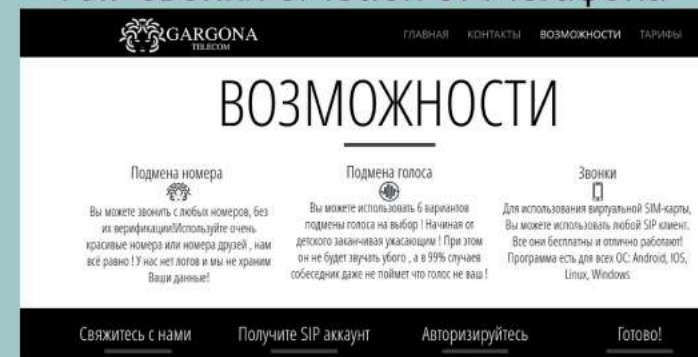 GARGONA
TELECOM
ГЛАВНАЯ КОНТАКТЫ ВОЗМОЖНОСТИ ТАРИФЫ
ВОЗМОЖНОСТИ
Подмена номера
Вы можете звонить с любых номеров, без
их верификации!Используйте очень
красивые номера или номера друзей , нам
всё равно ! У нас нет логов и мы не храним
Ваши данные!
Подмена голоса
Вы можете использовать 6 вариантов
подмены голоса на выбор ! Начиная от
детского заканчивая ужасающим ! При этом
он не будет звучать убого , а в 99% случаев
собеседник даже не поймет что голос не ваш !
Звонки
Для использования виртуальной SIM-карты,
Вы можете использовать любой SIP клиент.
Все они бесплатны и отлично работают!
Программа есть для всех ОС: Android, IOS,
Linux, Windows
Свяжитесь с нами Получите SIP аккаунт Авторизируйтесь Готово!